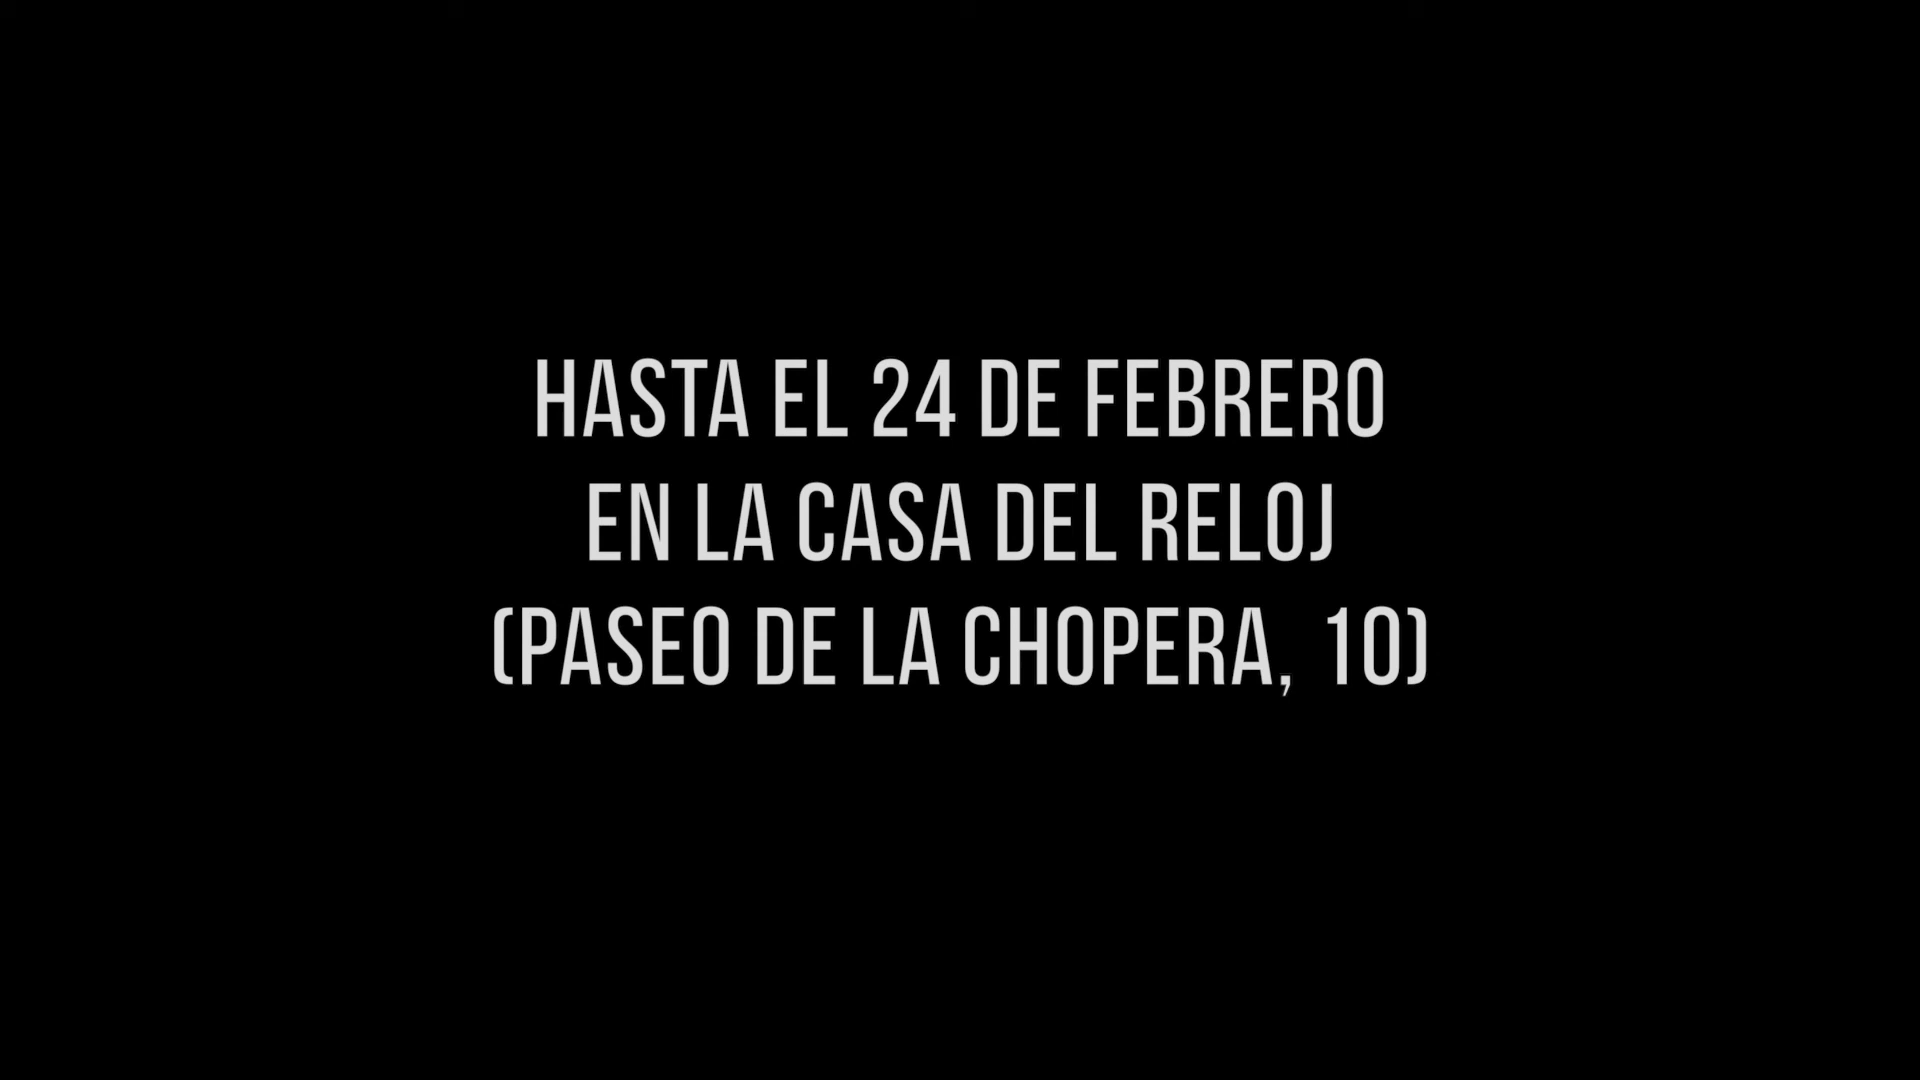 HASTA EL 24 DE FEBRERO
EN LA CASA DEL RELOJ
(PASEO DE LA CHOPERA, 10)